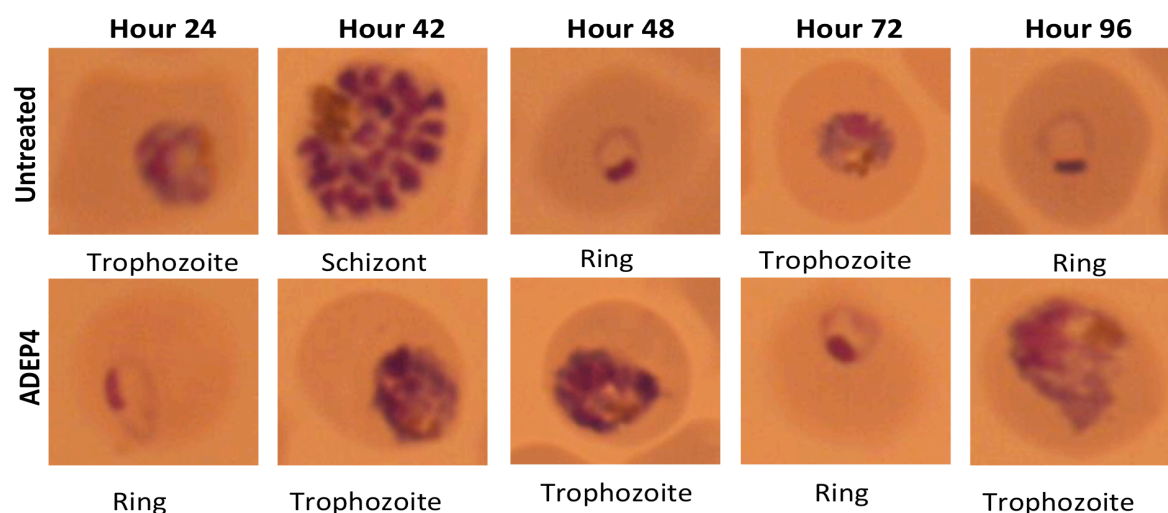 Hour 24 Hour 42 Hour 48 Hour 72 Hour 96
Untreated
Trophozoite Schizont Ring Trophozoite Ring
ADEP4
Ring Trophozoite Trophozoite Ring Trophozoite